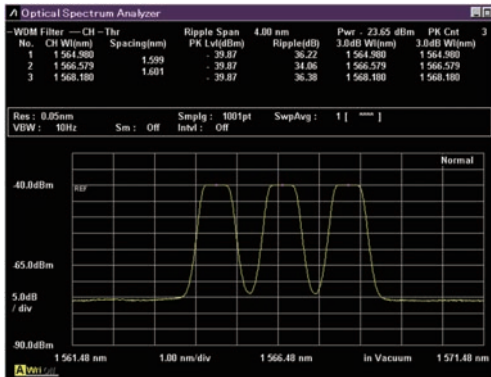 Optical Spectrum Analyzer
WDM Filter — CH - Thr Ripple Span 4.00 nm Pwr - 23.65 dBm PK Cnt 3
No. CH Wl(nm) Spacing(nm) PK Lvl(dBm) Ripple(dB) 3.0dB Wl(nm) 3.0dB Wl(nm)
1 1 564.980 - 39.87 36.22 1 564.980 1 564.980
1.599
2 1 566.579 - 39.87 34.06 1 566.579 1 566.579
1.601
3 1 568.180 - 39.87 36.38 1 568.180 1 568.180
Res : 0.05nm Smplg : 1001pt SwpAvg : 1 [ **** ]
VBW : 10Hz Sm : Off Intvl : Off
Normal
-40.0dBm
REF
-65.0dBm
5.0dB
/ div
-90.0dBm
1 561.48 nm 1.00 nm/div 1 566.48 nm in Vacuum 1 571.48 nm
A Wri